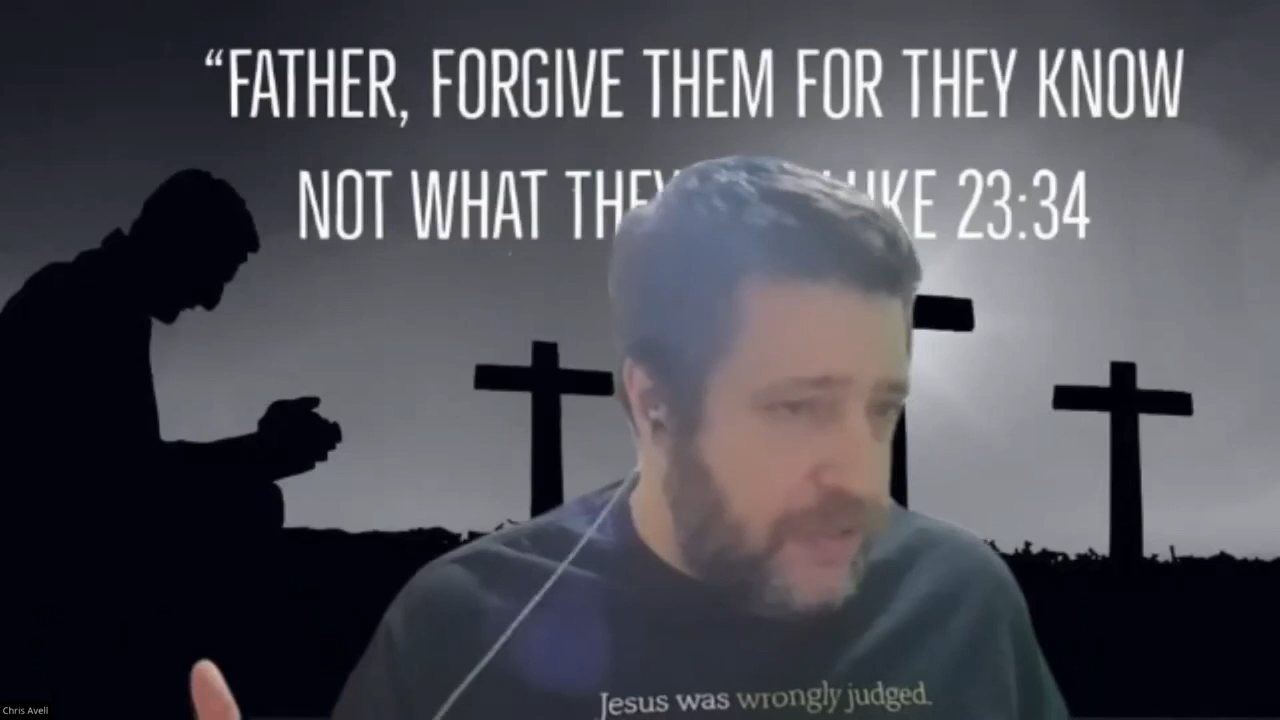 “FATHER, FORGIVE THEM FOR THEY KNOW
NOT WHAT THEY 23:34
Jesus was wrongly judged.
Chris Avell